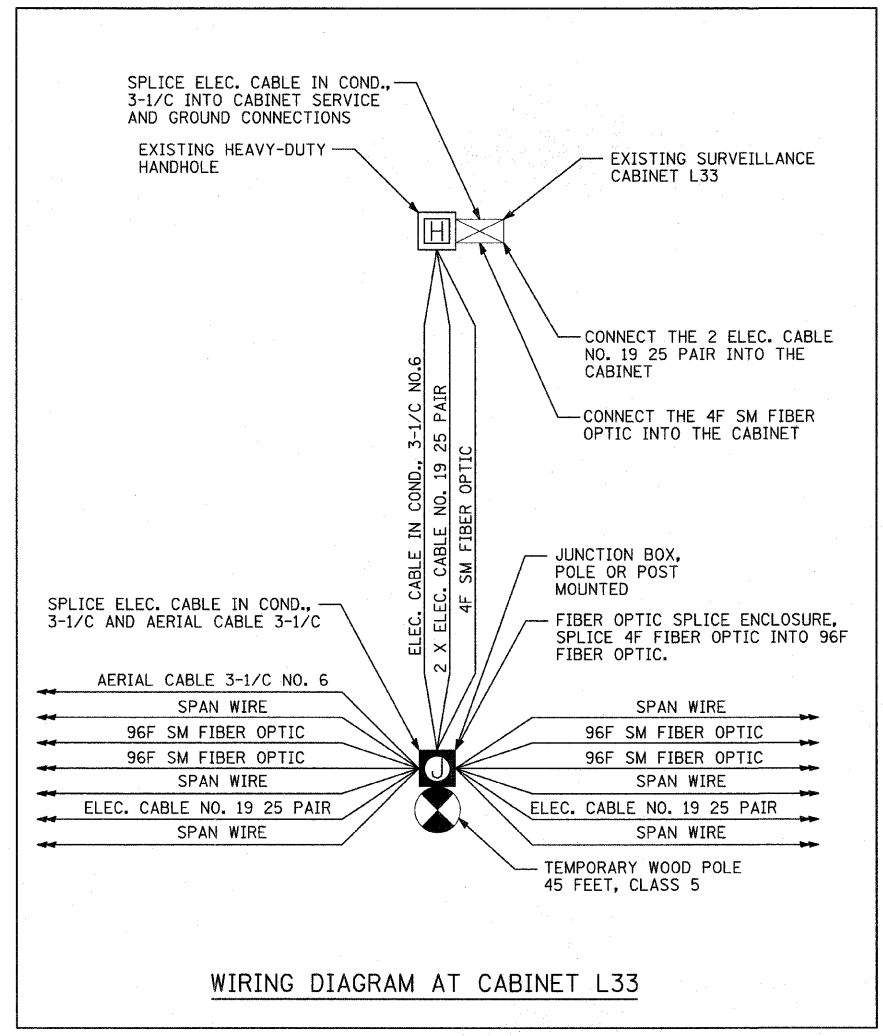 SPLICE ELEC. CABLE IN COND.,
3-1/C INTO CABINET SERVICE
AND GROUND CONNECTIONS
EXISTING HEAVY-DUTY
HANDHOLE
EXISTING SURVEILLANCE
CABINET L33
H
CONNECT THE 2 ELEC. CABLE
NO. 19 25 PAIR INTO THE
CABINET
CONNECT THE 4F SM FIBER
OPTIC INTO THE CABINET
ELEC. CABLE IN COND., 3-1/C NO.6
2 X ELEC. CABLE NO. 19 25 PAIR
4F SM FIBER OPTIC
JUNCTION BOX,
POLE OR POST
MOUNTED
SPLICE ELEC. CABLE IN COND.,
3-1/C AND AERIAL CABLE 3-1/C
FIBER OPTIC SPLICE ENCLOSURE,
SPLICE 4F FIBER OPTIC INTO 96F
FIBER OPTIC.
AERIAL CABLE 3-1/C NO. 6
SPAN WIRE
96F SM FIBER OPTIC
96F SM FIBER OPTIC
SPAN WIRE
ELEC. CABLE NO. 19 25 PAIR
SPAN WIRE
J
SPAN WIRE
96F SM FIBER OPTIC
96F SM FIBER OPTIC
SPAN WIRE
ELEC. CABLE NO. 19 25 PAIR
SPAN WIRE
TEMPORARY WOOD POLE
45 FEET, CLASS 5
WIRING DIAGRAM AT CABINET L33